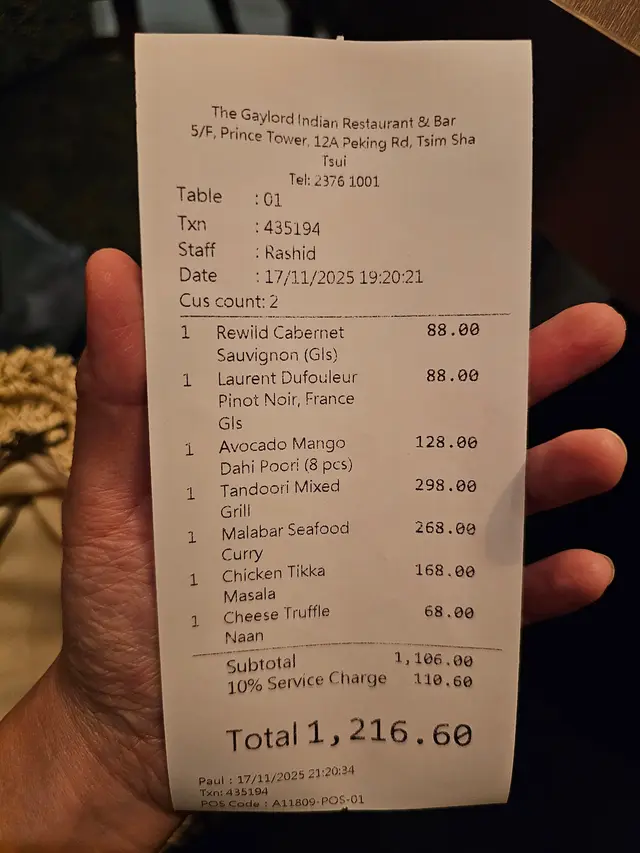 The Gaylord Indian Restaurant & Bar
5/F, Prince Tower, 12A Peking Rd, Tsim Sha
Tsui
Tel: 2376 1001
Table : 01
Txn : 435194
Staff : Rashid
Date : 17/11/2025 19:20:21
Cus count: 2
1 Rewild Cabernet 88.00
Sauvignon (Gls)
1 Laurent Dufouleur 88.00
Pinot Noir, France
Gls
1 Avocado Mango 128.00
Dahi Poori (8 pcs)
1 Tandoori Mixed 298.00
Grill
1 Malabar Seafood 268.00
Curry
1 Chicken Tikka 168.00
Masala
1 Cheese Truffle 68.00
Naan
Subtotal 1,106.00
10% Service Charge 110.60
Total 1,216.60
Paul : 17/11/2025 21:20:34
Txn: 435194
POS Code : A11809-POS-01